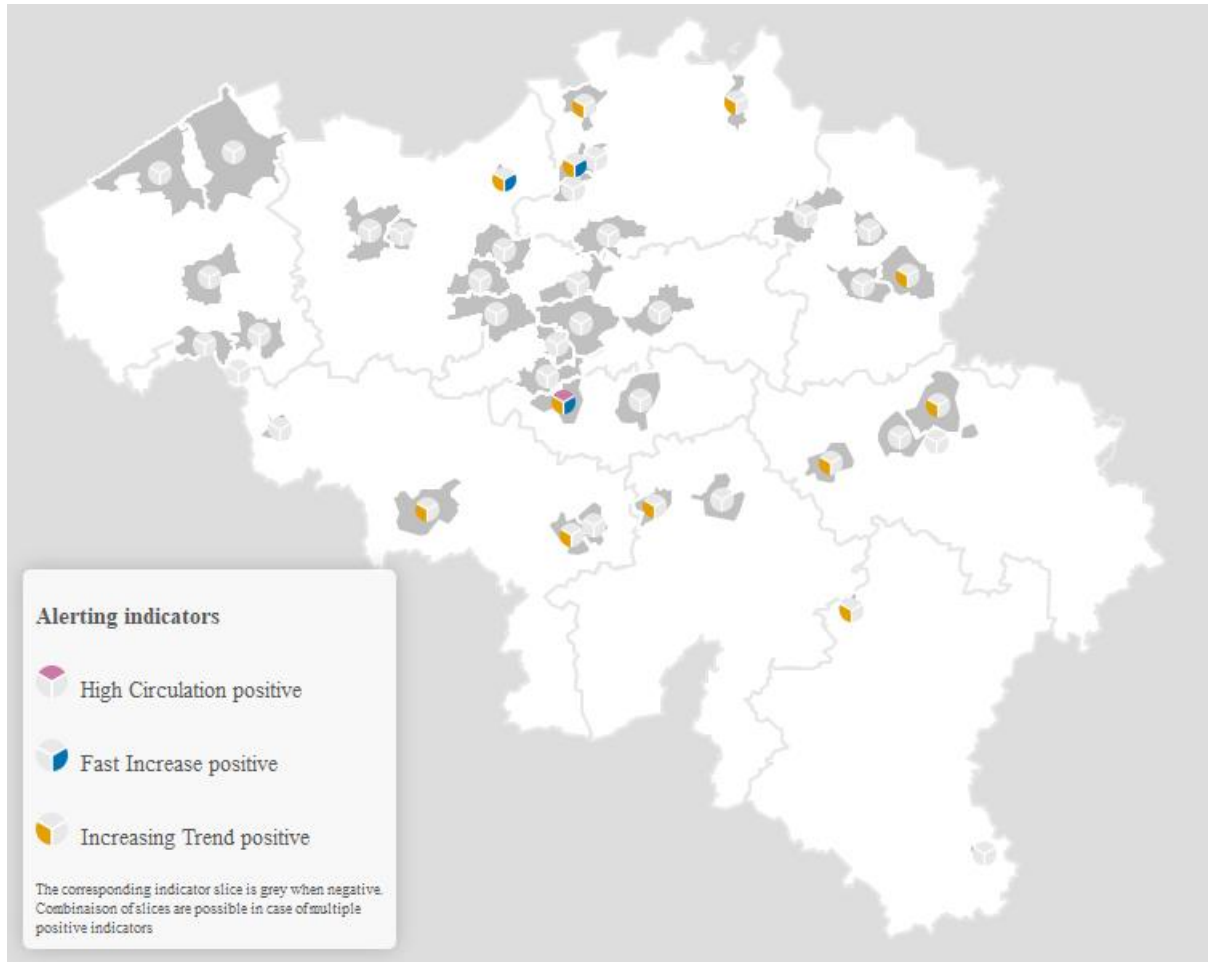 Alerting indicators
High Circulation positive
Fast Increase positive
Increasing Trend positive
The corresponding indicator slice is grey when negative.
Combinaison of slices are possible in case of multiple
positive indicators